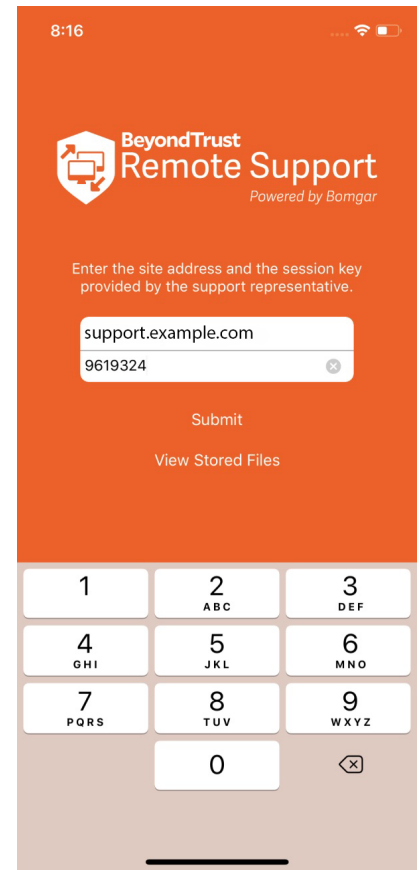 8:16
BeyondTrust
Remote Support
Powered by Bomgar
Enter the site address and the session key
provided by the support representative.
support.example.com
9619324
Submit
View Stored Files
1 2 3
ABC DEF
4 5 6
GHI JKL MNO
7 8 9
PQRS TUV WXYZ
0